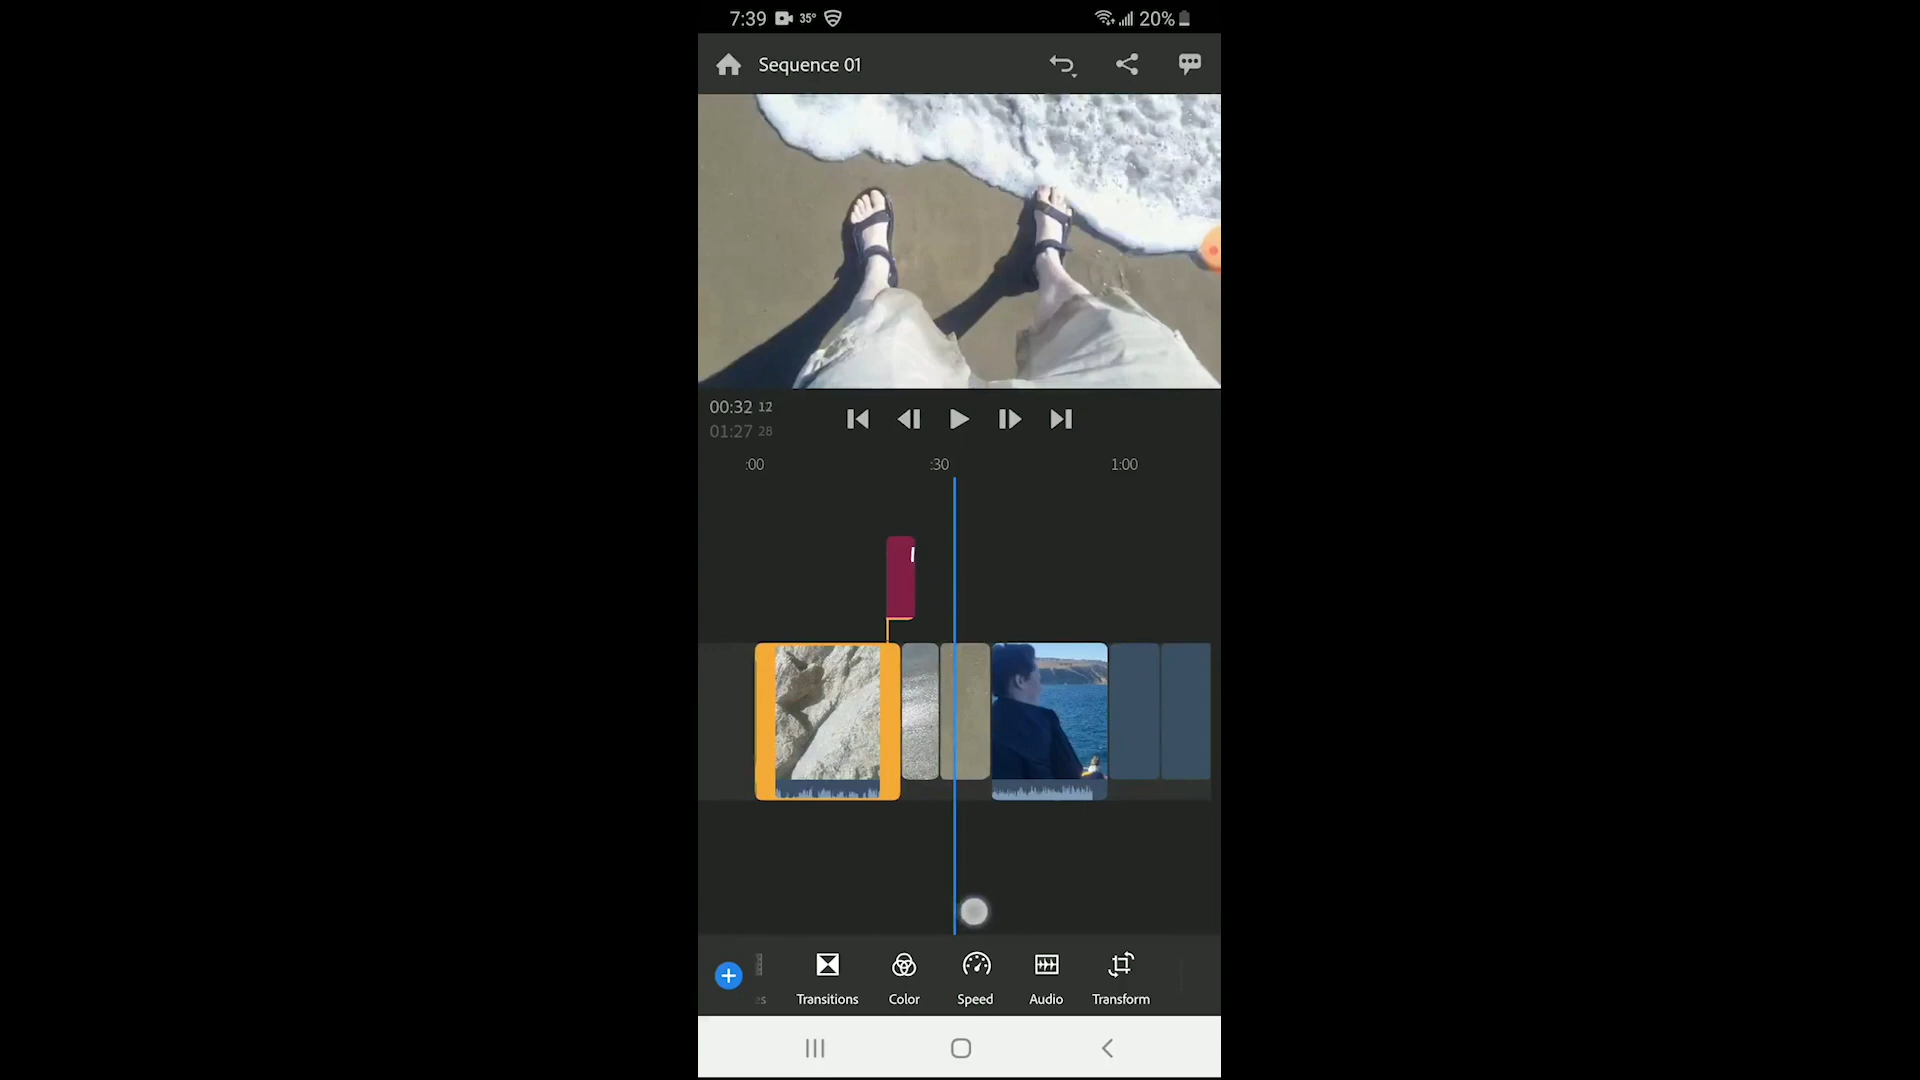 7:39 35° 20%
Sequence 01
00:32 12
01:27 28
:00 :30 1:00
es Transitions Color Speed Audio Transform